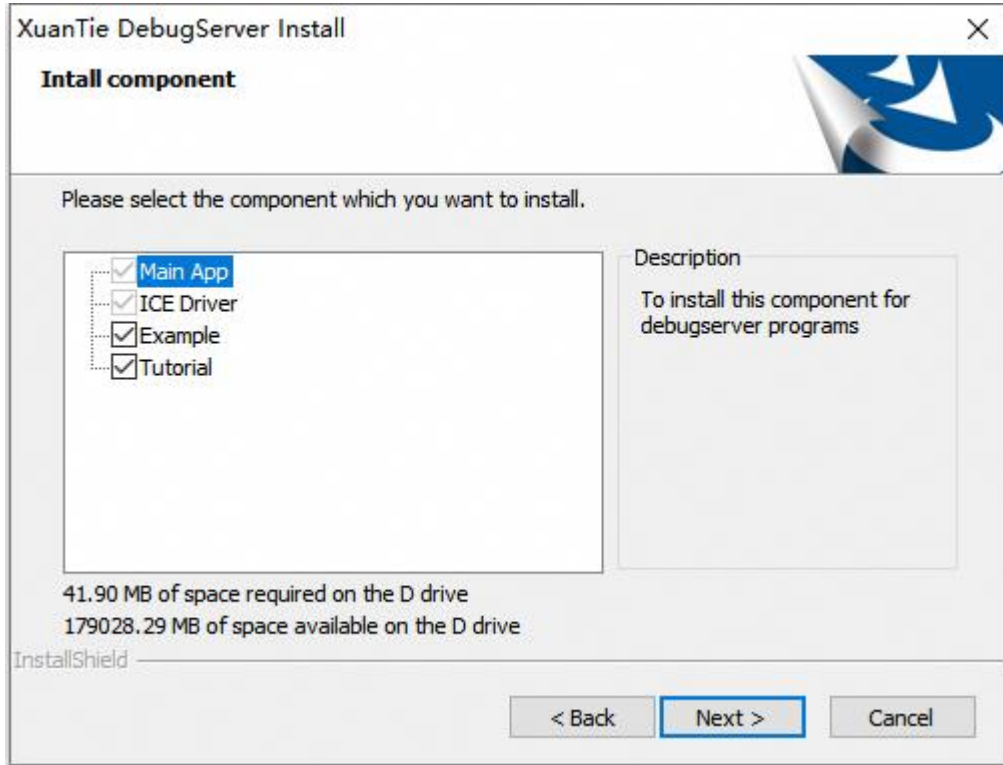 XuanTie DebugServer Install
Intall component
Please select the component which you want to install.
Main App
ICE Driver
Example
Tutorial
Description
To install this component for
debugserver programs
41.90 MB of space required on the D drive
179028.29 MB of space available on the D drive
InstallShield
< Back
Next >
Cancel